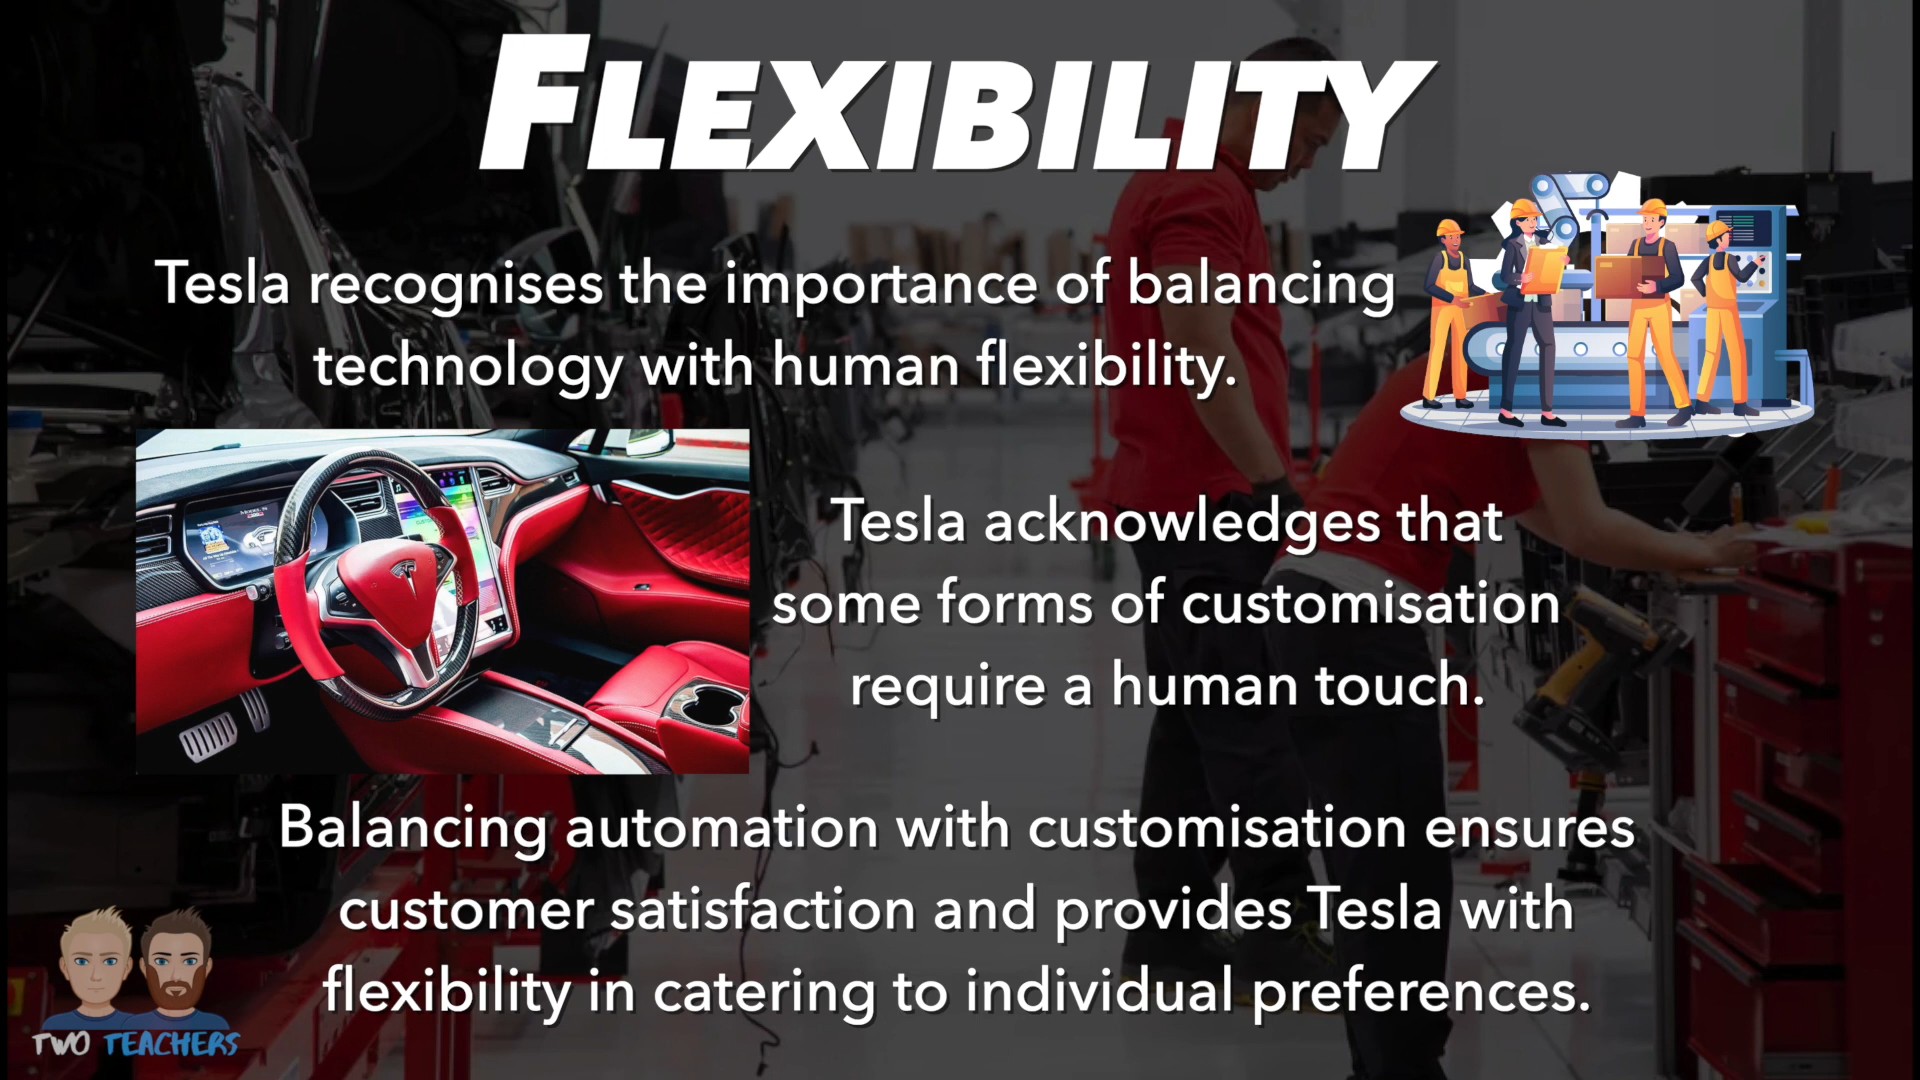 FLEXIBILITY
Tesla recognises the importance of balancing
technology with human flexibility.
Tesla acknowledges that
some forms of customisation
require a human touch.
Balancing automation with customisation ensures
customer satisfaction and provides Tesla with
flexibility in catering to individual preferences.
TWO TEACHERS